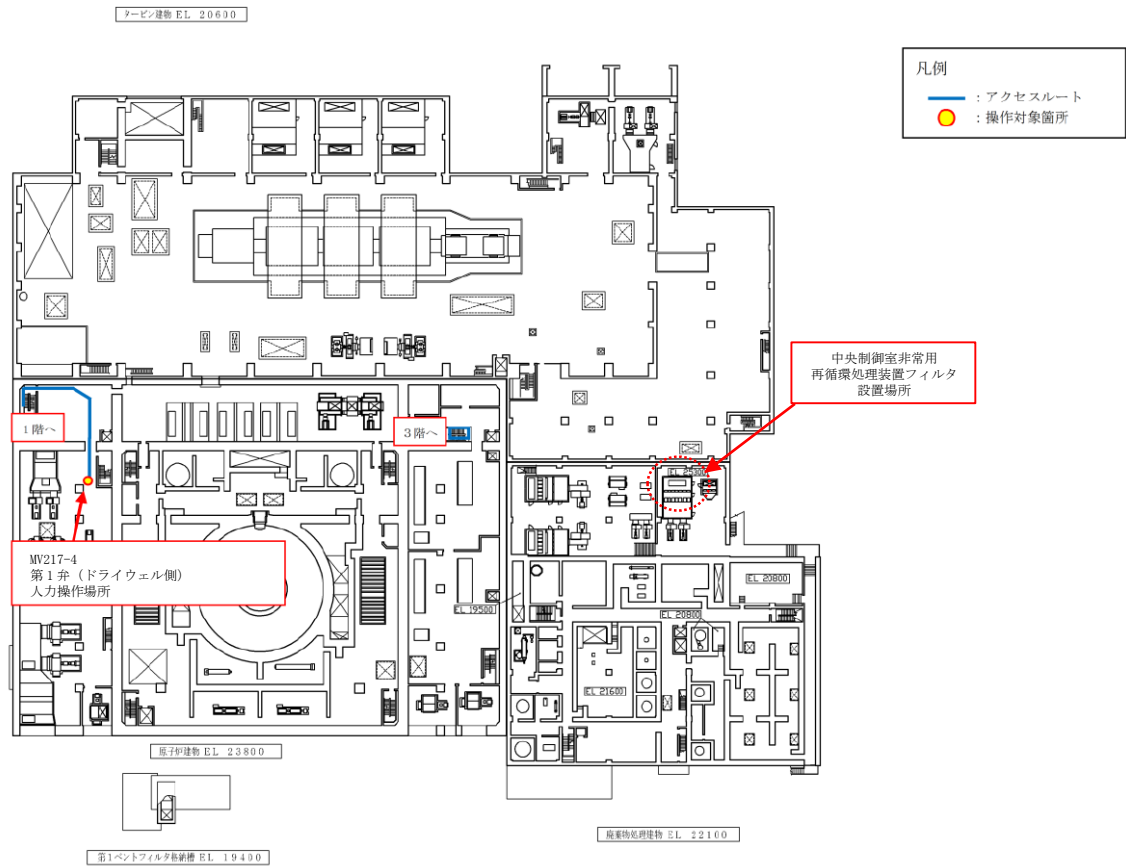 タービン建物 EL 20600
凡例
：アクセスルート
：操作対象箇所
中央制御室非常用
再循環処理装置フィルタ
設置場所
1階へ
3階へ
EL 25300
MV217-4
第1弁（ドライウェル側）
人力操作場所
EL 19500
EL 23800
EL 20800
EL 21600
原子炉建物 EL 23800
廃棄物処理建物 EL 22100
第1ベントフィルタ格納槽 EL 19400